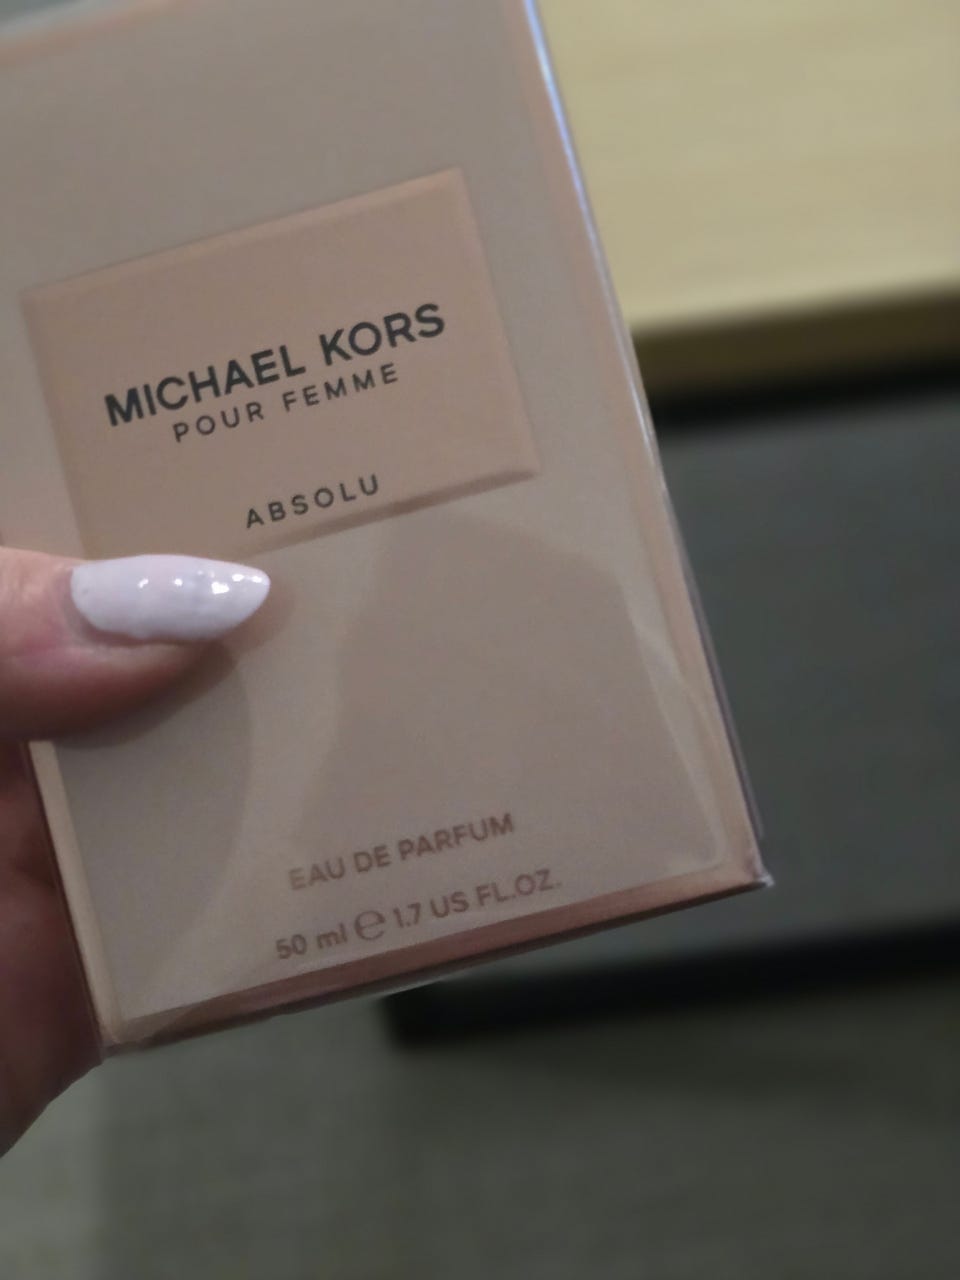 MICHAEL KORS
POUR FEMME
ABSOLU
EAU DE PARFUM
50 ml ℮ 1.7 US FL.OZ.